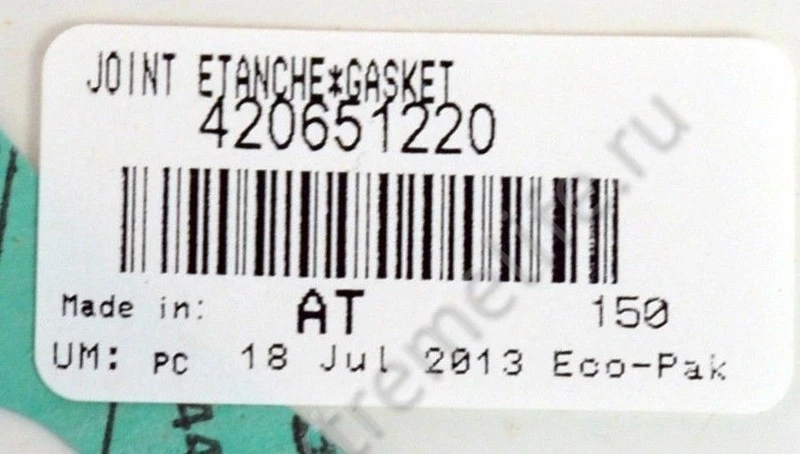 JOINT ETANCHE*GASKET
420651220
Made in: AT 150
UM: PC 18 Jul 2013 Eco-Pak